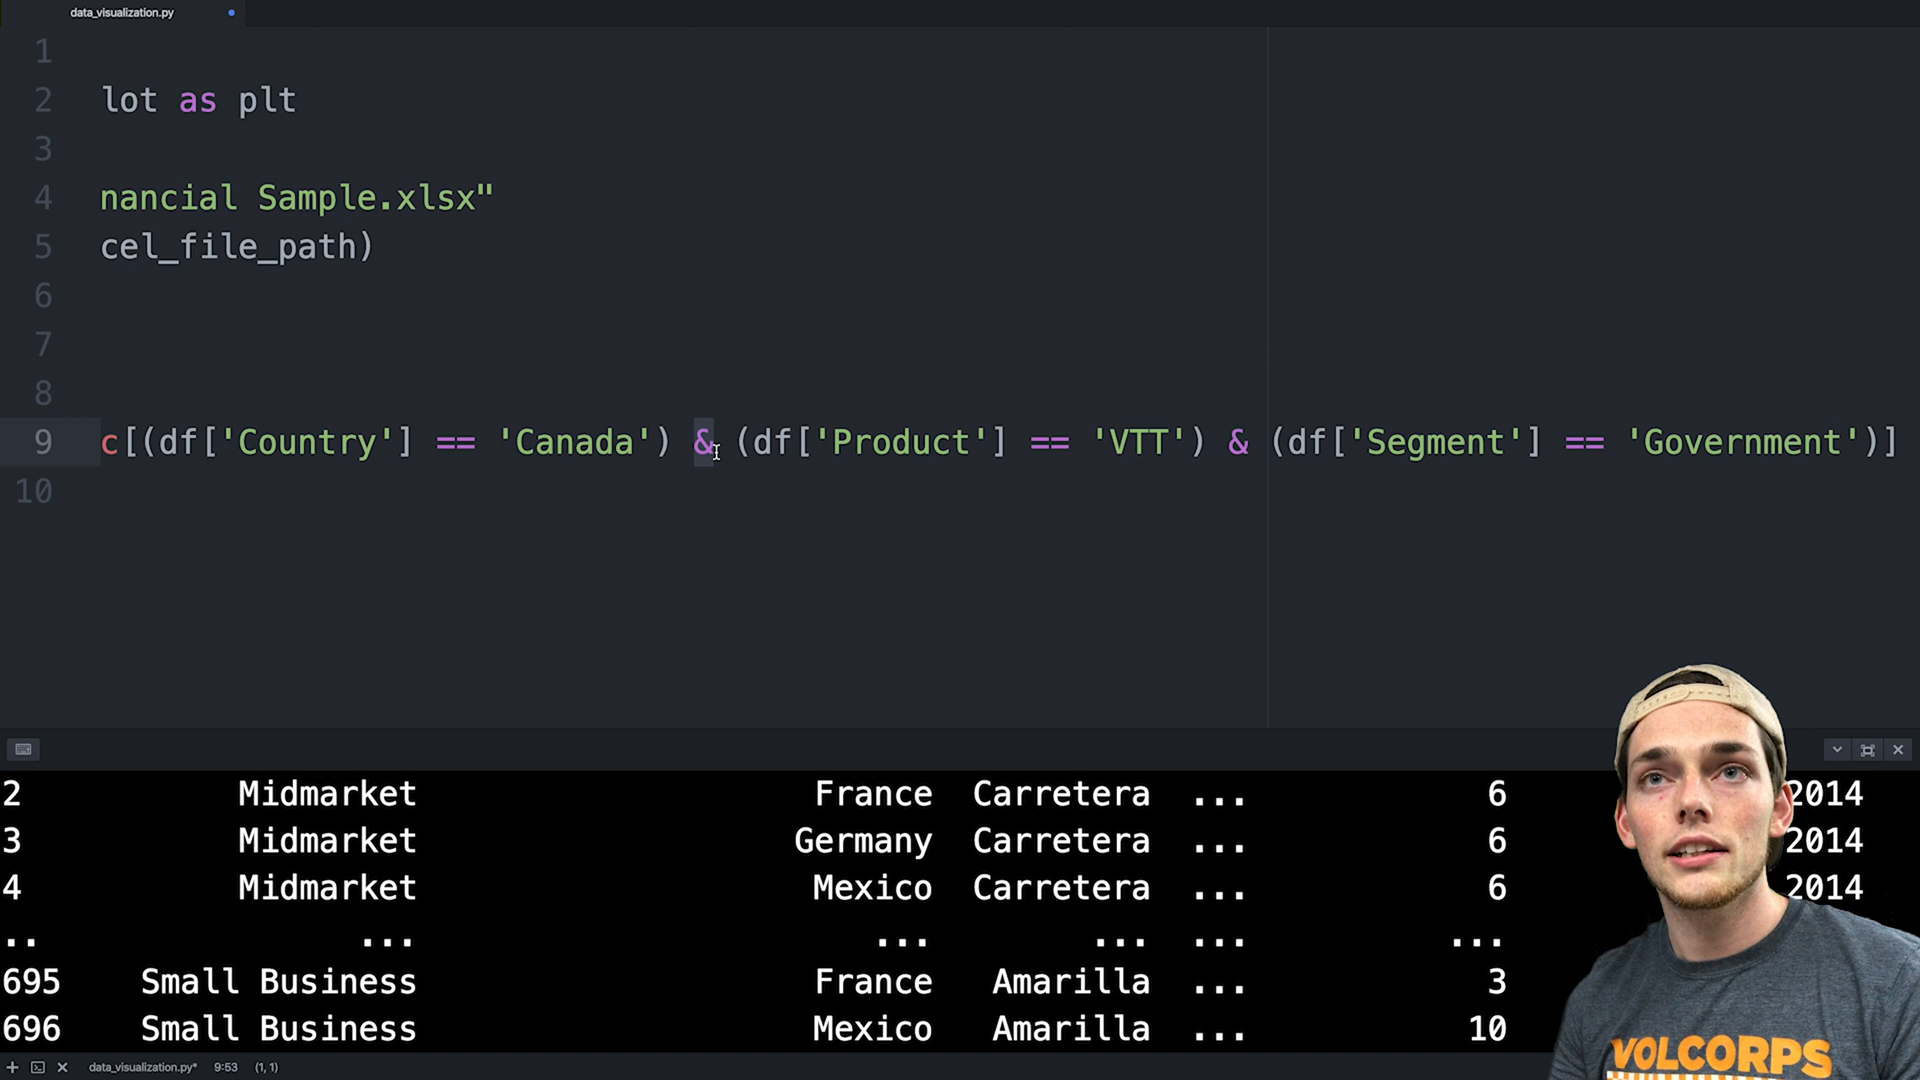 data_visualization.py
1
2 lot as plt
3
4 nancial Sample.xlsx"
5 cel_file_path)
6
7
8
9 c[(df['Country'] == 'Canada') & (df['Product'] == 'VTT') & (df['Segment'] == 'Government')]
10
2 Midmarket France Carretera ... 6 2014
3 Midmarket Germany Carretera ... 6 2014
4 Midmarket Mexico Carretera ... 6 2014
.. ... ... ... ... ...
695 Small Business France Amarilla ... 3
696 Small Business Mexico Amarilla ... 10
VOLCORPS
data_visualization.py* 9:53 (1, 1)